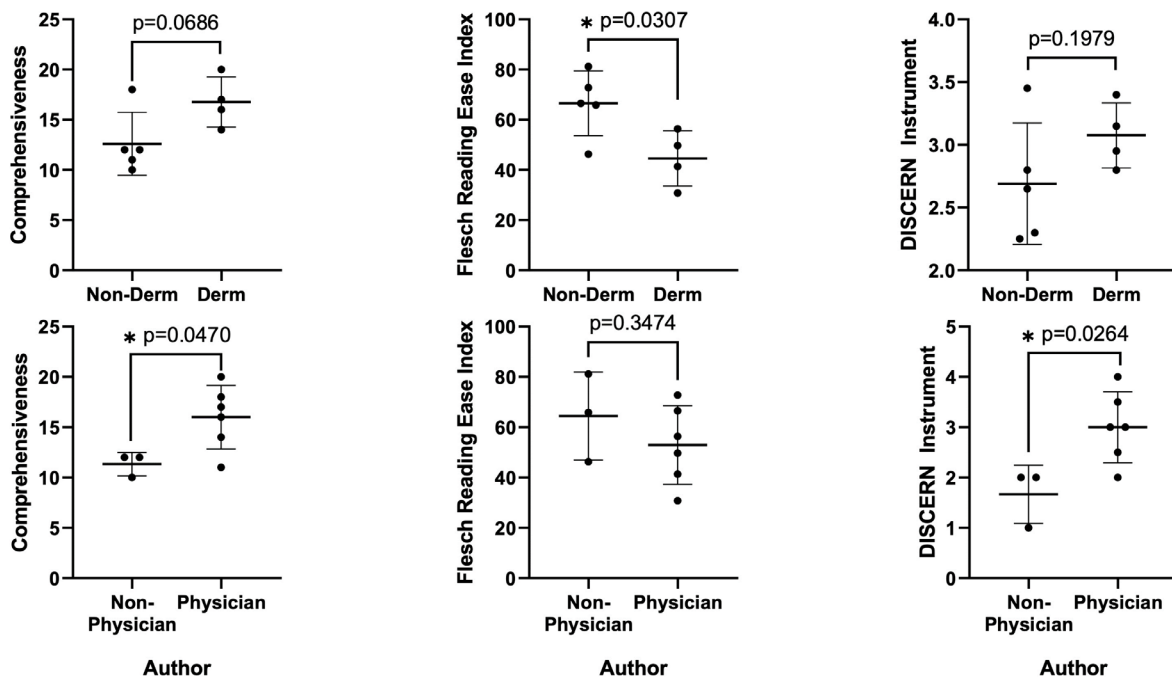 Comprehensiveness
25
20
15
10
5
0
p=0.0686
Non-Derm Derm
Flesch Reading Ease Index
100
80
60
40
20
0
* p=0.0307
Non-Derm Derm
DISCERN Instrument
4.0
3.5
3.0
2.5
2.0
p=0.1979
Non-Derm Derm
Comprehensiveness
25
20
15
10
5
0
* p=0.0470
Non- Physician
Physician
Author
Flesch Reading Ease Index
100
80
60
40
20
0
p=0.3474
Non- Physician
Physician
DISCERN Instrument
5
4
3
2
1
0
* p=0.0264
Non- Physician
Physician
Author